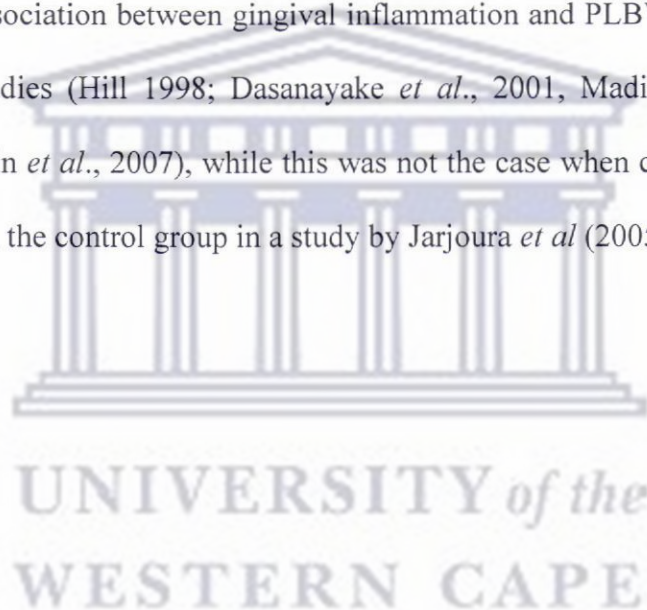 sociation between gingival inflammation and PLB
dies (Hill 1998; Dasanayake et al., 2001, Madi
n et al., 2007), while this was not the case when c
the control group in a study by Jarjoura et al (200
UNIVERSITY of the
WESTERN CAPE